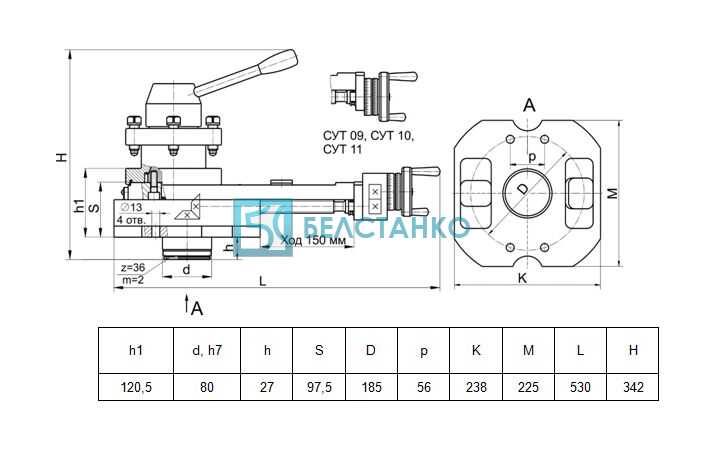 СУТ 09, СУТ 10,
СУТ 11
А
H
h1
S
∅13
4 отв.
БЕЛСТАНКО
Ход 150 мм
h
z=36
m=2
d
L
А
p
D
M
K
h1 d, h7 h S D p K M L H
120,5 80 27 97,5 185 56 238 225 530 342